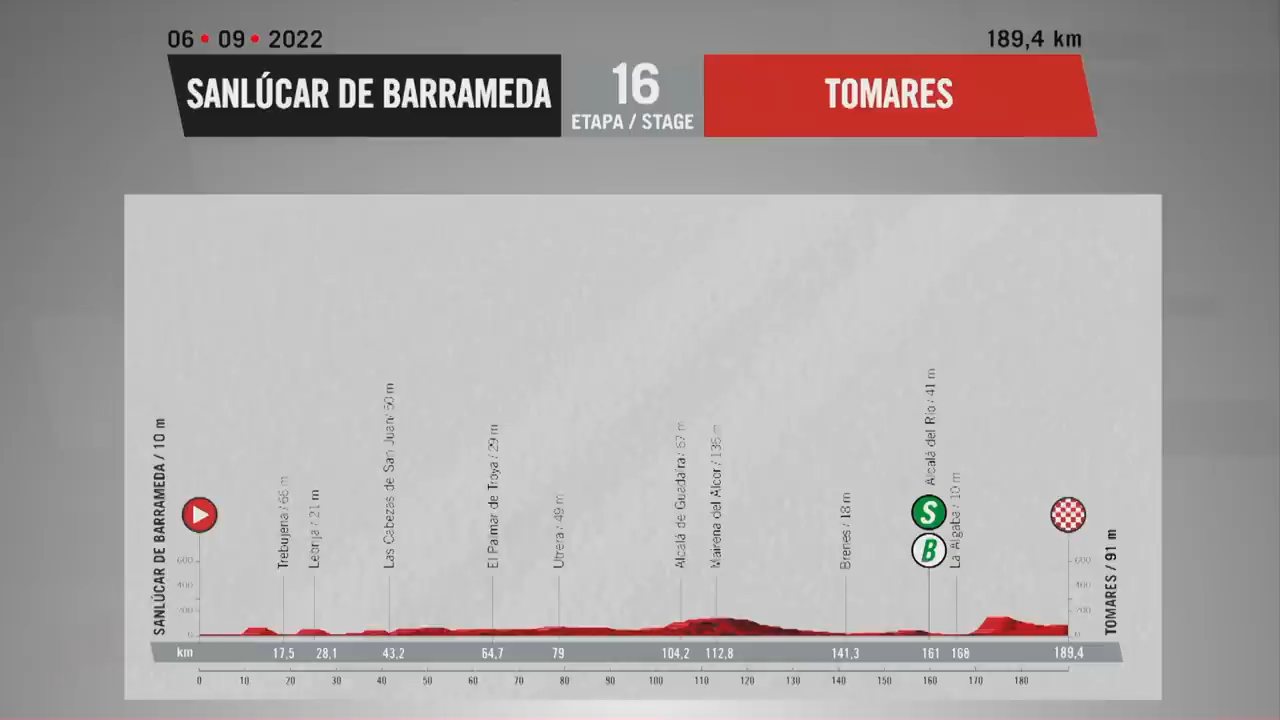 06 • 09 • 2022
189,4 km
SANLÚCAR DE BARRAMEDA
16
ETAPA / STAGE
TOMARES
SANLÚCAR DE BARRAMEDA / 10 m
Trebujena / 66 m
Lebrija / 21 m
Las Cabezas de San Juan / 50 m
El Palmar de Troya / 29 m
Utrera / 49 m
Alcalá de Guadaíra / 67 m
Mairena del Alcor / 136 m
Brenes / 18 m
Alcalá del Río / 41 m
S
B
La Algaba / 10 m
TOMARES / 91 m
600 600
400 400
200 200
0 0
km 17,5 28,1 43,2 64,7 79 104,2 112,8 141,3 161 168 189,4
0 10 20 30 40 50 60 70 80 90 100 110 120 130 140 150 160 170 180